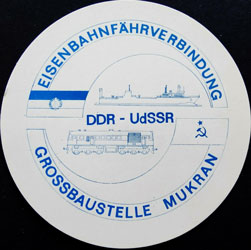 EISENBAHNFÄHRVERBINDUNG
DDR - UdSSR
GROSSBAUSTELLE MUKRAN